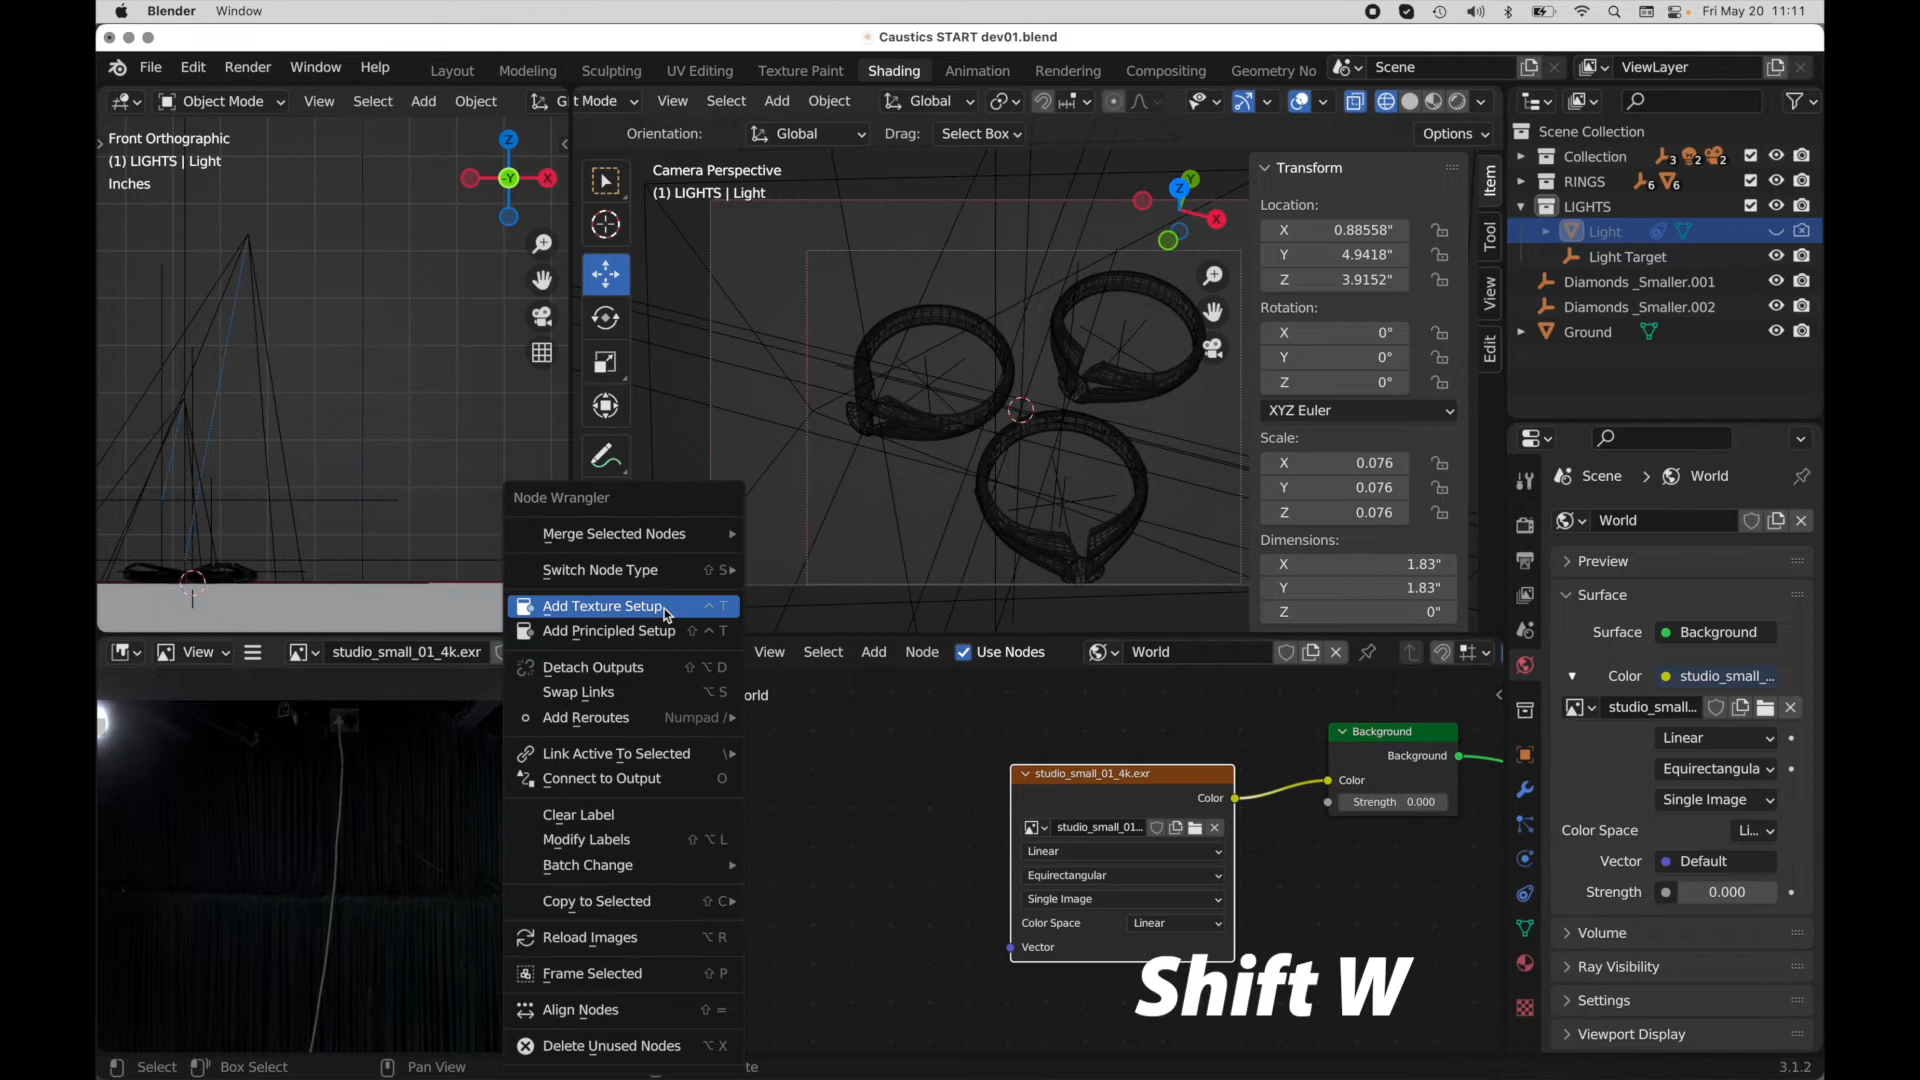 Blender Window
Fri May 20 11:11
Caustics START dev01.blend
File Edit Render Window Help
Layout Modeling Sculpting UV Editing Texture Paint Shading Animation Rendering Compositing Geometry No
Scene
ViewLayer
Object Mode View Select Add Object
t Mode View Select Add Object Global
Orientation: Global Drag: Select Box Options
Front Orthographic
(1) LIGHTS | Light
Inches
Z
-Y
X
Camera Perspective
(1) LIGHTS | Light
Z
Y
X
Transform
Location:
X 0.88558"
Y 4.9418"
Z 3.9152"
Rotation:
X 0°
Y 0°
Z 0°
XYZ Euler
Scale:
X 0.076
Y 0.076
Z 0.076
Dimensions:
X 1.83"
Y 1.83"
Z 0"
Item
Tool
View
Edit
Scene Collection
Collection 3 2 2
RINGS 6 6
LIGHTS
Light
Light Target
Diamonds _Smaller.001
Diamonds _Smaller.002
Ground
Scene World
World
Preview
Surface
Surface Background
Color studio_small_...
studio_small...
Linear
Equirectangula
Single Image
Color Space Li...
Vector Default
Strength 0.000
Volume
Ray Visibility
Settings
Viewport Display
Node Wrangler
Merge Selected Nodes
Switch Node Type ⇧ S
Add Texture Setup ^ T
Add Principled Setup ⇧ ^ T
Detach Outputs ⇧ ⌥ D
Swap Links ⌥ S
Add Reroutes Numpad /
Link Active To Selected \
Connect to Output O
Clear Label
Modify Labels ⇧ ⌥ L
Batch Change
Copy to Selected ⇧ C
Reload Images ⌥ R
Frame Selected ⇧ P
Align Nodes ⇧ =
Delete Unused Nodes ⌥ X
View studio_small_01_4k.exr
View Select Add Node Use Nodes World
orld
studio_small_01_4k.exr
Color
studio_small_01...
Linear
Equirectangular
Single Image
Color Space Linear
Vector
Background
Background
Color
Strength 0.000
Shift W
Select Box Select Pan View te
3.1.2